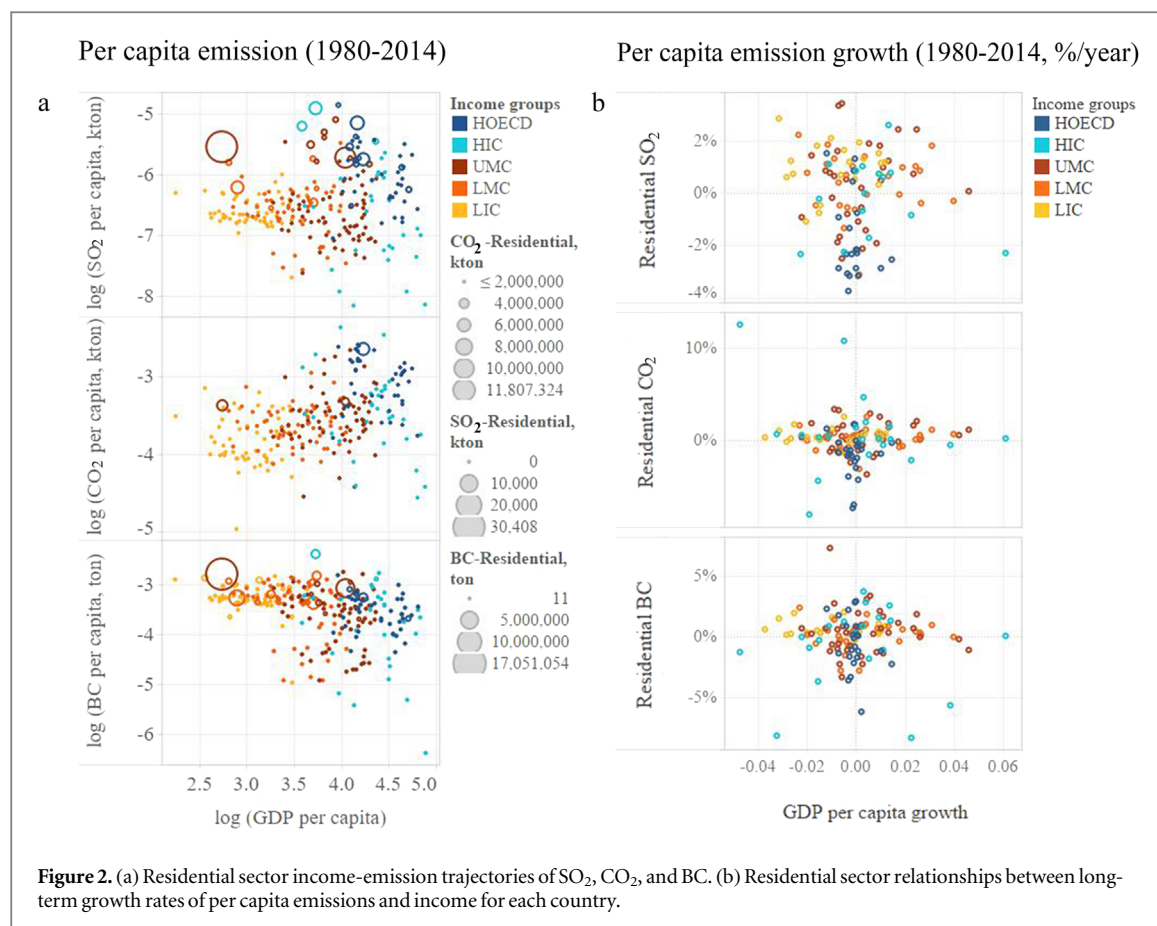 Per capita emission (1980-2014)
a
Income groups
HOECD
HIC
UMC
LMC
LIC
CO2 -Residential,
kton
≤ 2,000,000
4,000,000
6,000,000
8,000,000
10,000,000
11,807,324
SO2-Residential,
kton
0
10,000
20,000
30,408
BC-Residential,
ton
11
5,000,000
10,000,000
17,051,054
log (SO2 per capita, kton)
-5
-6
-7
-8
log (CO2 per capita, kton)
-3
-4
-5
log (BC per capita, ton)
-3
-4
-5
-6
2.5 3.0 3.5 4.0 4.5 5.0
log (GDP per capita)
Per capita emission growth (1980-2014, %/year)
b
Income groups
HOECD
HIC
UMC
LMC
LIC
Residential SO2
2%
0%
-2%
-4%
Residential CO2
10%
0%
Residential BC
5%
0%
-5%
-0.04 -0.02 0.00 0.02 0.04 0.06
GDP per capita growth
Figure 2. (a) Residential sector income-emission trajectories of SO2, CO2, and BC. (b) Residential sector relationships between long-
term growth rates of per capita emissions and income for each country.